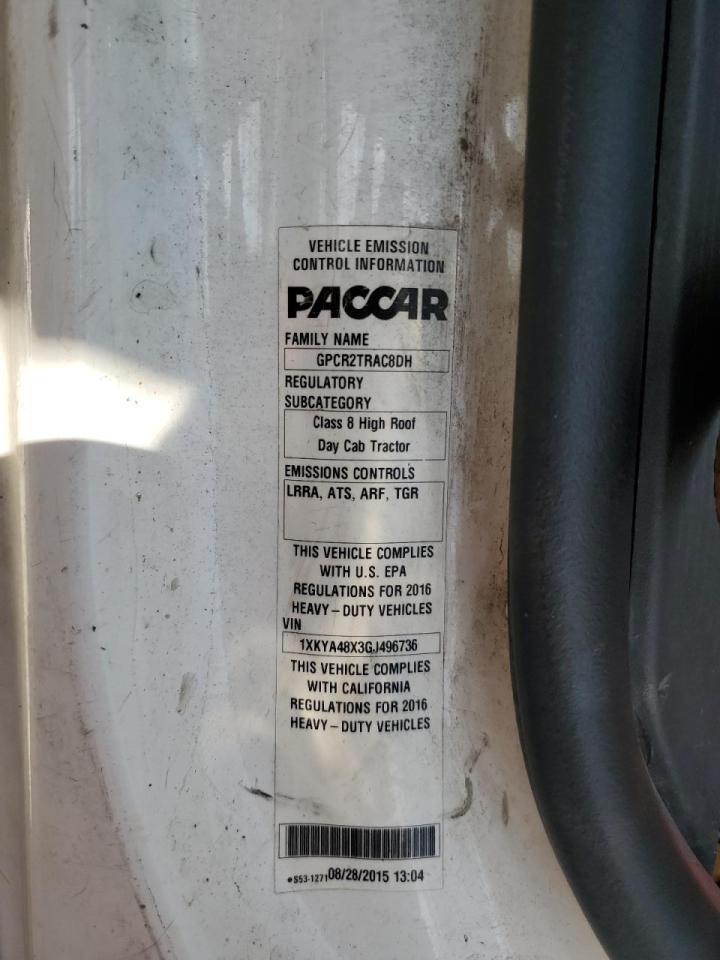 VEHICLE EMISSION
CONTROL INFORMATION
PACCAR
FAMILY NAME
GPCR2TRAC8DH
REGULATORY
SUBCATEGORY
Class 8 High Roof
Day Cab Tractor
EMISSIONS CONTROLS
LRRA, ATS, ARF, TGR
THIS VEHICLE COMPLIES
WITH U.S. EPA
REGULATIONS FOR 2016
HEAVY-DUTY VEHICLES
VIN
1XKYA48X3GJ496736
THIS VEHICLE COMPLIES
WITH CALIFORNIA
REGULATIONS FOR 2016
HEAVY-DUTY VEHICLES
●S53-1271 08/28/2015 13:04